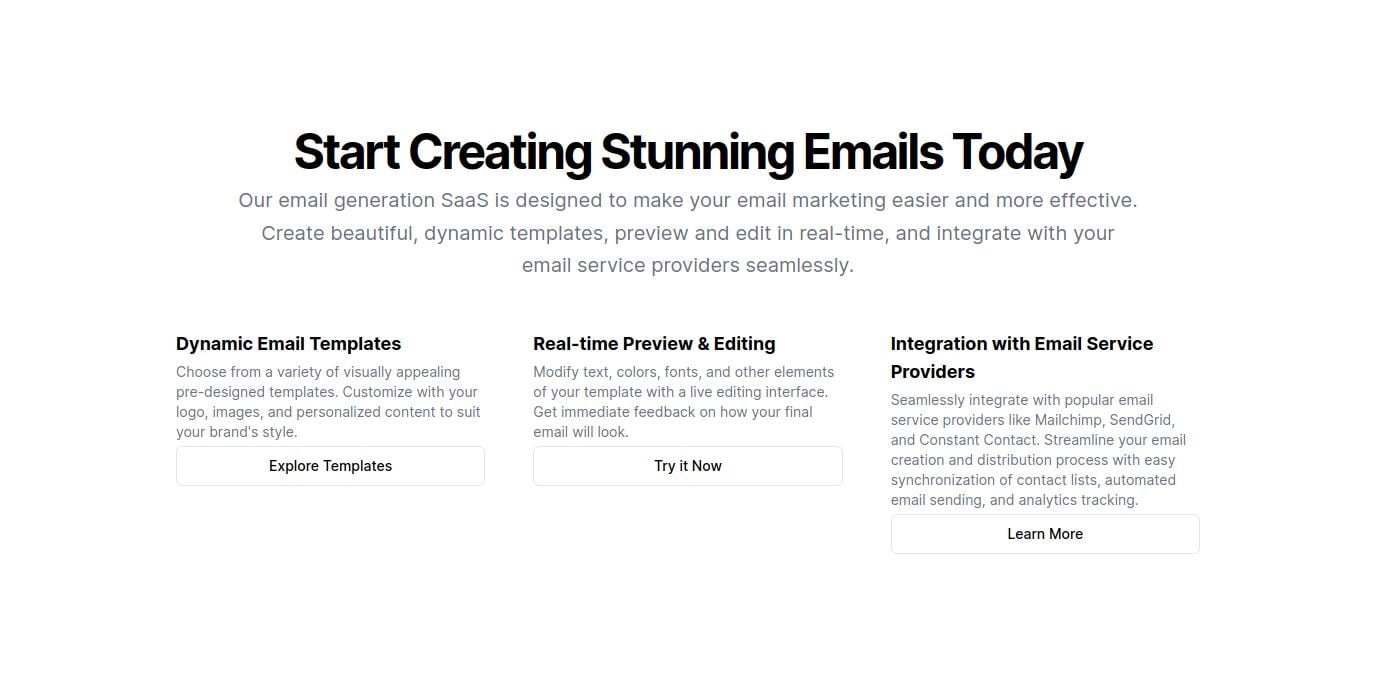 Start Creating Stunning Emails Today
Our email generation SaaS is designed to make your email marketing easier and more effective.
Create beautiful, dynamic templates, preview and edit in real-time, and integrate with your
email service providers seamlessly.
Dynamic Email Templates
Choose from a variety of visually appealing
pre-designed templates. Customize with your
logo, images, and personalized content to suit
your brand's style.
Explore Templates
Real-time Preview & Editing
Modify text, colors, fonts, and other elements
of your template with a live editing interface.
Get immediate feedback on how your final
email will look.
Try it Now
Integration with Email Service
Providers
Seamlessly integrate with popular email
service providers like Mailchimp, SendGrid,
and Constant Contact. Streamline your email
creation and distribution process with easy
synchronization of contact lists, automated
email sending, and analytics tracking.
Learn More